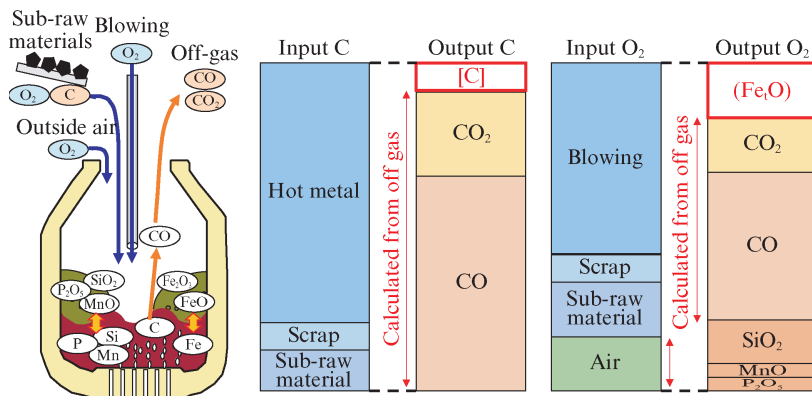 Sub-raw
materials
Blowing
O₂
Off-gas
CO
CO₂
O₂
C
Outside air
O₂
CO
SiO₂
P₂O₅
MnO
Fe₂O₃
FeO
P
Si
Mn
C
Fe
Input C
Hot metal
Scrap
Sub-raw
material
Output C
[C]
CO₂
CO
Calculated from off gas
Input O₂
Blowing
Scrap
Sub-raw
material
Air
Output O₂
(FeₜO)
CO₂
CO
SiO₂
MnO
P₂O₅
Calculated from off gas